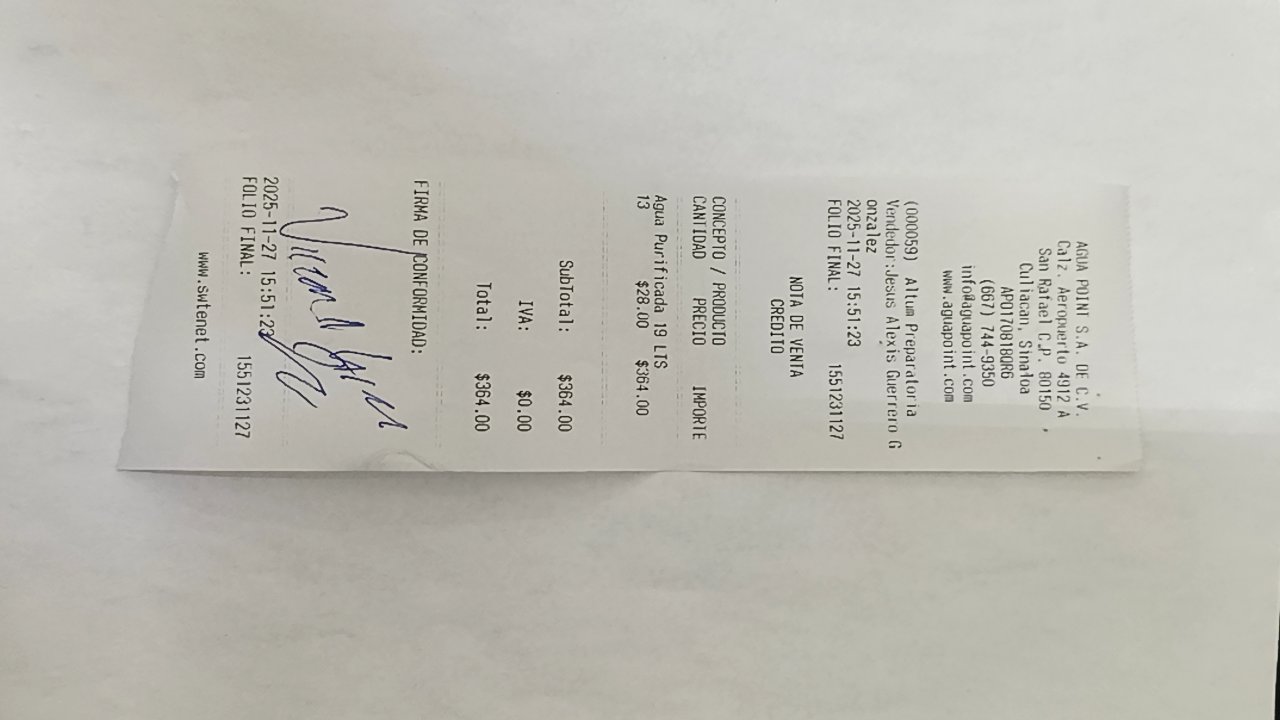 AGUA POINT S.A. DE C.V.
Calz. Aeropuerto 4912 A
San Rafael C.P. 80150
Culiacan, Sinaloa
APO170818QR6
(667) 744-9350
info@aguapoint.com
www.aguapoint.com
(000059) Altum Preparatoria
Vendedor:Jesus Alexis Guerrero G
onzalez
2025-11-27 15:51:23
FOLIO FINAL: 1551231127
NOTA DE VENTA
CREDITO
CONCEPTO / PRODUCTO
CANTIDAD PRECIO IMPORTE
Agua Purificada 19 LTS
13 $28.00 $364.00
SubTotal: $364.00
IVA: $0.00
Total: $364.00
FIRMA DE CONFORMIDAD:
2025-11-27 15:51:23
FOLIO FINAL: 1551231127
www.swtenet.com